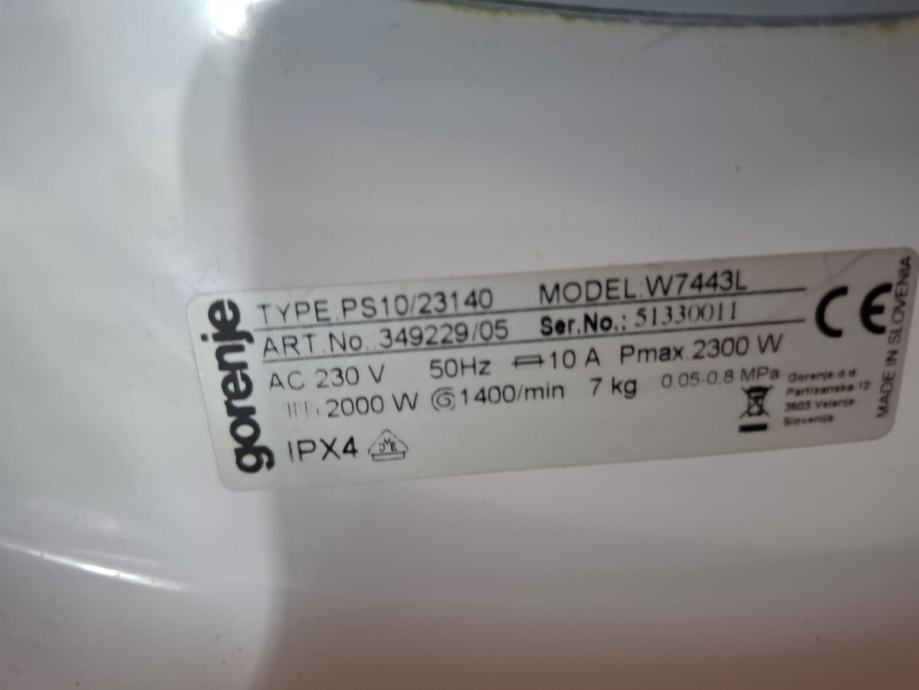 gorenje
TYPE PS10/23140 MODEL: W7443L
ART.No. 349229/05 Ser.No.: 51330011
AC 230 V 50Hz 10 A Pmax 2300 W
2000 W 1400/min 7 kg 0.05-0.8 MPa
IPX4
CE
Gorenje d.d
Partizanska 12
3503 Velenje
Slovenija
MADE IN SLOVENIA